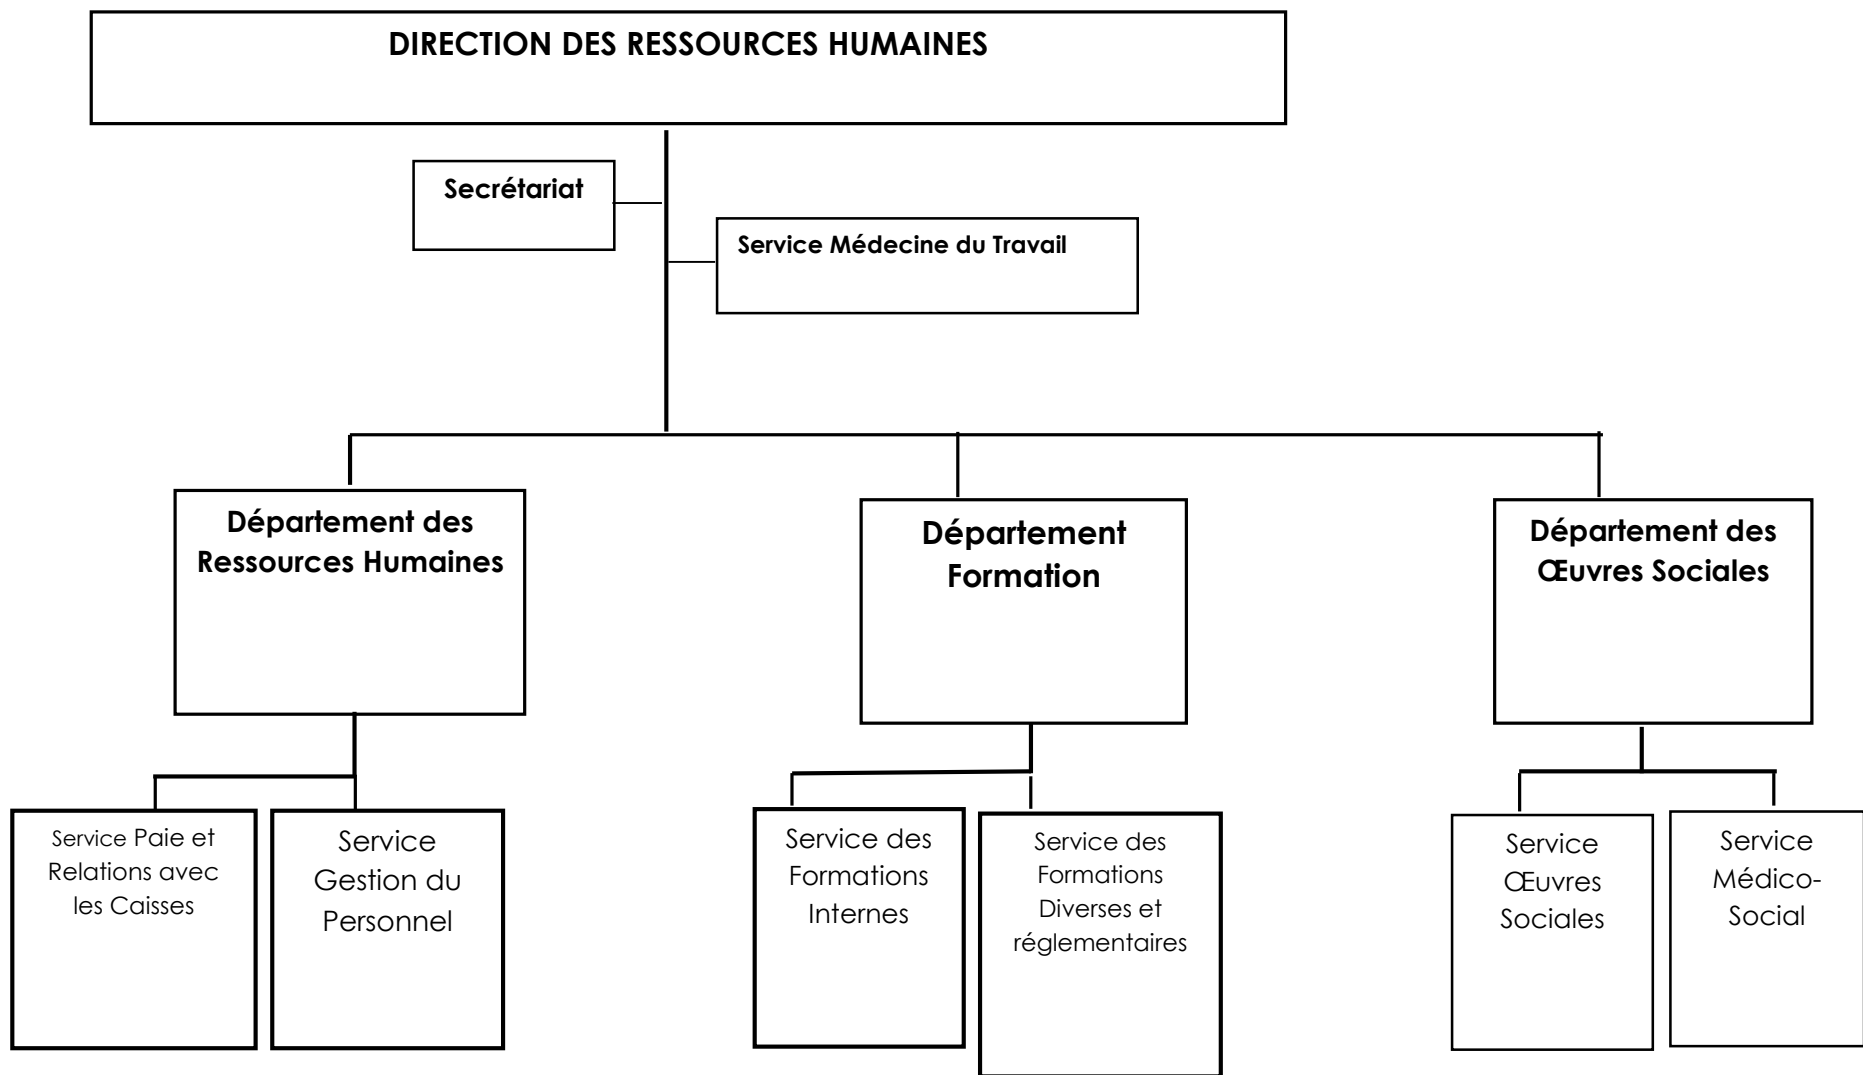 DIRECTION DES RESSOURCES HUMAINES
Secrétariat
Service Médecine du Travail
Département des
Ressources Humaines
Département
Formation
Département des
Œuvres Sociales
Service Paie et
Relations avec
les Caisses
Service
Gestion du
Personnel
Service des
Formations
Internes
Service des
Formations
Diverses et
réglementaires
Service
Œuvres
Sociales
Service
Médico-
Social